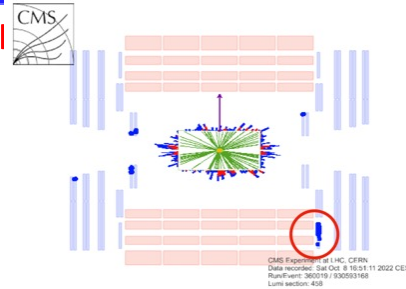 CMS
CMS Experiment at LHC, CERN
Data recorded: Sat Oct 8 16:51:11 2022 CES
Run/Event: 360019 / 930593168
Lumi section: 458